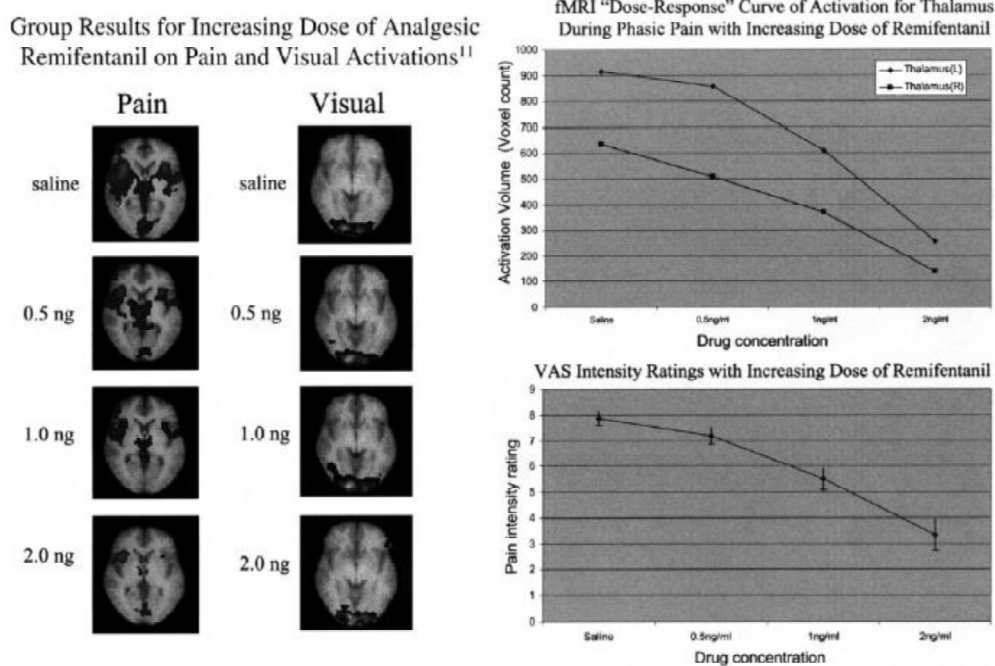 Group Results for Increasing Dose of Analgesic
Remifentanil on Pain and Visual Activations¹¹
Pain
Visual
saline
saline
0.5 ng
0.5 ng
1.0 ng
1.0 ng
2.0 ng
2.0 ng
fMRI “Dose-Response” Curve of Activation for Thalamus
During Phasic Pain with Increasing Dose of Remifentanil
Activation Volume (Voxel count)
1000
900
800
700
600
500
400
300
200
100
0
Thalamus(L)
Thalamus(R)
Saline
0.5ng/ml
1ng/ml
2ng/ml
Drug concentration
VAS Intensity Ratings with Increasing Dose of Remifentanil
Pain intensity rating
9
8
7
6
5
4
3
2
1
0
Saline
0.5ng/ml
1ng/ml
2ng/ml
Drug concentration